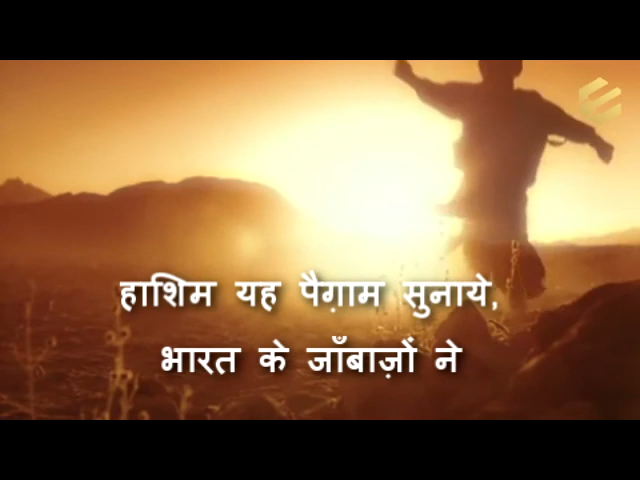 हाशिम यह पैग़ाम सुनाये,
भारत के जाँबाज़ों ने